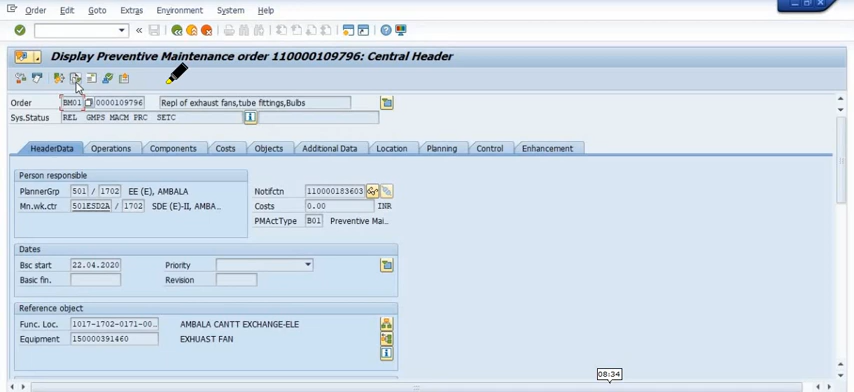 Order Edit Goto Extras Environment System Help
Display Preventive Maintenance order 110000109796: Central Header
Order BM01 0000109796 Repl of exhaust fans,tube fittings,Bulbs
Sys.Status REL GMPS MACM PRC SETC
HeaderData Operations Components Costs Objects Additional Data Location Planning Control Enhancement
Person responsible
PlannerGrp 501 / 1702 EE (E), AMBALA Notifctn 110000183603
Mn.wk.ctr 501ESD2A / 1702 SDE (E)-II, AMBA... Costs 0.00 INR
PMActType B01 Preventive Mai...
Dates
Bsc start 22.04.2020 Priority
Basic fin. Revision
Reference object
Func. Loc. 1017-1702-0171-00... AMBALA CANTT EXCHANGE-ELE
Equipment 150000391460 EXHUAST FAN
08:34